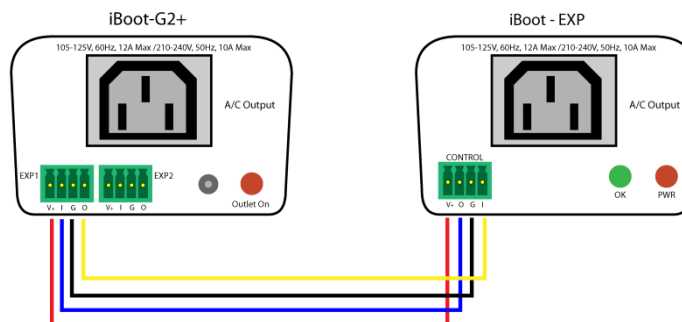 iBoot-G2+
iBoot - EXP
105-125V, 60Hz, 12A Max /210-240V, 50Hz, 10A Max
105-125V, 60Hz, 12A Max /210-240V, 50Hz, 10A Max
A/C Output
A/C Output
EXP1
EXP2
CONTROL
Outlet On
OK
PWR
V+ I G O
V+ I G O
V+ O G I